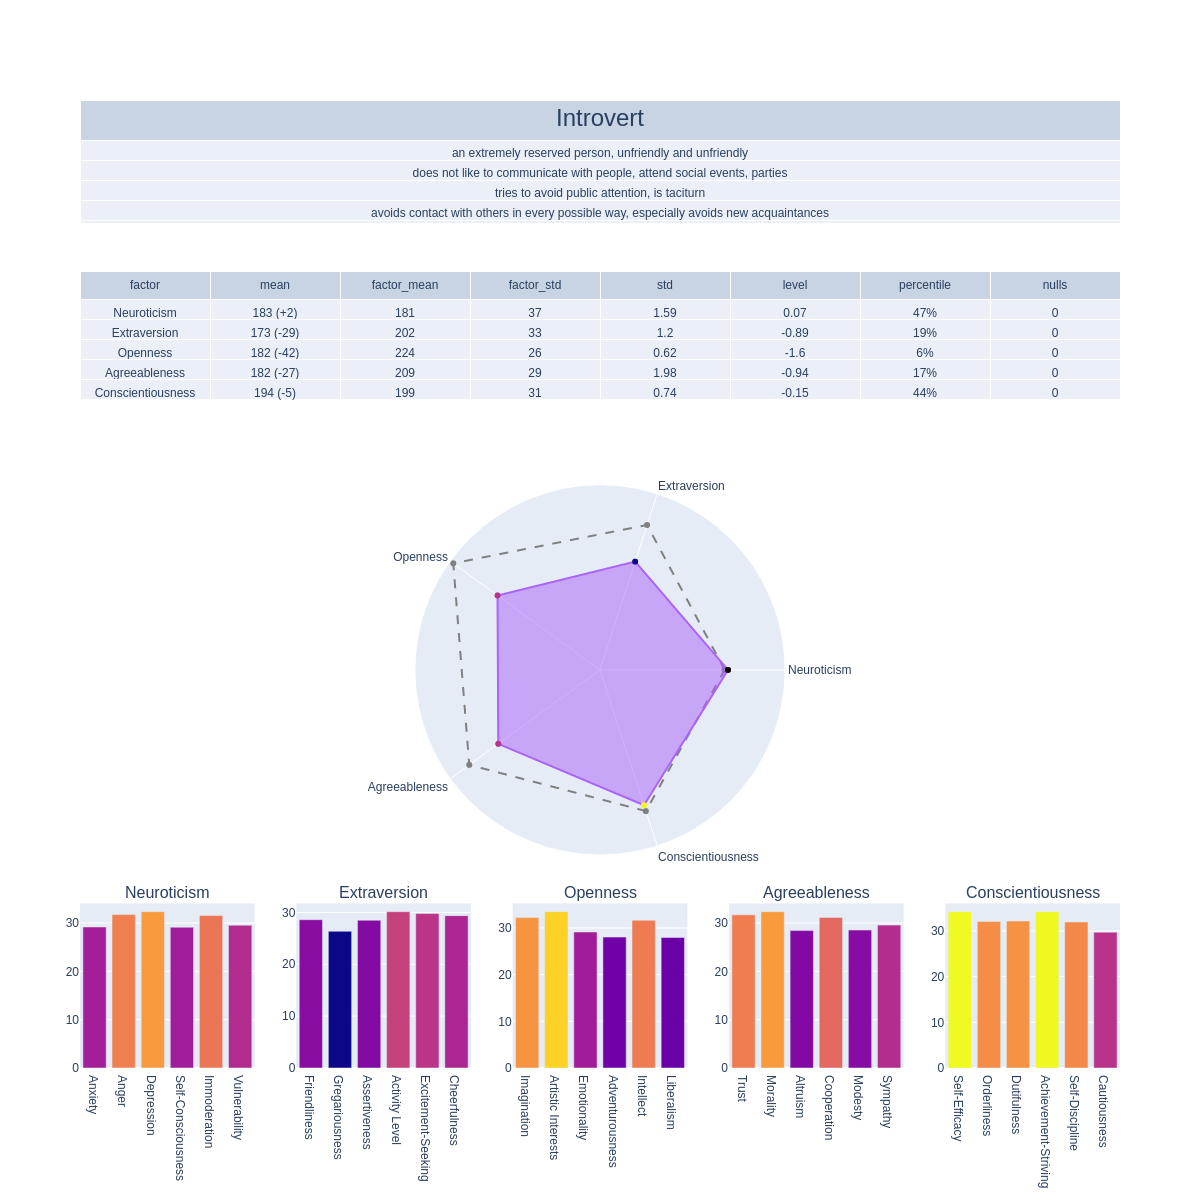 Introvert
an extremely reserved person, unfriendly and unfriendly
does not like to communicate with people, attend social events, parties
tries to avoid public attention, is taciturn
avoids contact with others in every possible way, especially avoids new acquaintances
factor mean factor_mean factor_std std level percentile nulls
Neuroticism 183 (+2) 181 37 1.59 0.07 47% 0
Extraversion 173 (-29) 202 33 1.2 -0.89 19% 0
Openness 182 (-42) 224 26 0.62 -1.6 6% 0
Agreeableness 182 (-27) 209 29 1.98 -0.94 17% 0
Conscientiousness 194 (-5) 199 31 0.74 -0.15 44% 0
Extraversion
Openness
Neuroticism
Agreeableness
Conscientiousness
Neuroticism
30
20
10
0
Anxiety
Anger
Depression
Self-Consciousness
Immoderation
Vulnerability
Extraversion
30
20
10
0
Friendliness
Gregariousness
Assertiveness
Activity Level
Excitement-Seeking
Cheerfulness
Openness
30
20
10
0
Imagination
Artistic Interests
Emotionality
Adventurousness
Intellect
Liberalism
Agreeableness
30
20
10
0
Trust
Morality
Altruism
Cooperation
Modesty
Sympathy
Conscientiousness
30
20
10
0
Self-Efficacy
Orderliness
Dutifulness
Achievement-Striving
Self-Discipline
Cautiousness